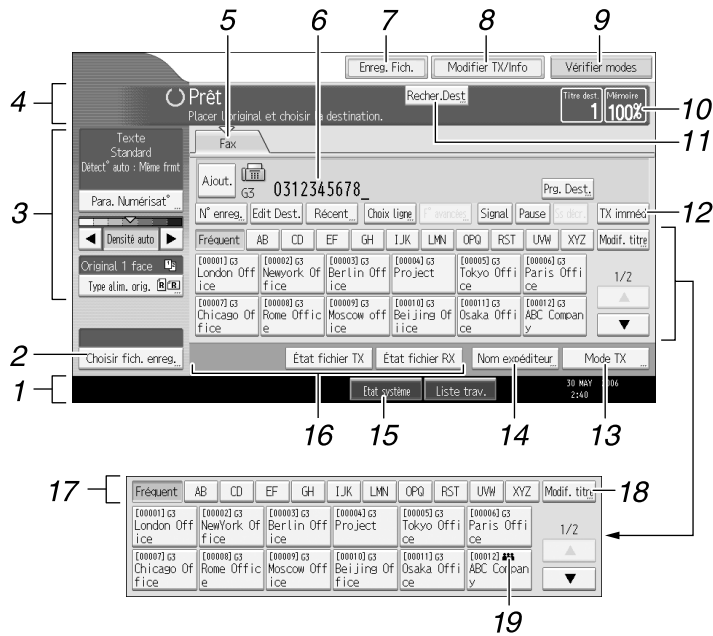 7 8 9
6
5
Enreg. Fich. Modifier TX/Info Vérifier modes
4
Prêt Recher.Dest. Titre dest. 1 Mémoire 100% 10
Placer l'original et choisir la destination.
11
Texte Fax
Standard
Détect° auto : Même frmt
3
Ajout. G3 0312345678_ Prg. Dest.
Para. Numérisat°
N° enreg. Edit Dest. Récent Choix ligne Signal Pause TX imméd 12
Densité auto Fréquent AB CD EF GH IJK LMN OPQ RST UVW XYZ Modif. titre
Original 1 face
[00001] G3 [00002] G3 [00003] G3 [00004] G3 [00005] G3 [00006] G3
London Office Newyork Office Berlin Office Project Tokyo Office Paris Office 1/2
Type alim. orig.
[00007] G3 [00008] G3 [00009] G3 [00010] G3 [00011] G3 [00012] G3
Chicago Office Rome Office Moscow office Beijing Ofiice Osaka Office ABC Company
2 Choisir fich. enreg. État fichier TX État fichier RX Nom expéditeur Mode TX
1 Etat système Liste trav. 30 MAY 2006
2:40
16 15 14 13
17 Fréquent AB CD EF GH IJK LMN OPQ RST UVW XYZ Modif. titre 18
[00001] G3 [00002] G3 [00003] G3 [00004] G3 [00005] G3 [00006] G3
London Office NewYork Office Berlin Office Project Tokyo Office Paris Office 1/2
[00007] G3 [00008] G3 [00009] G3 [00010] G3 [00011] G3 [00012]
Chicago Office Rome Office Moscow Office Beijing Office Osaka Office ABC Company
19